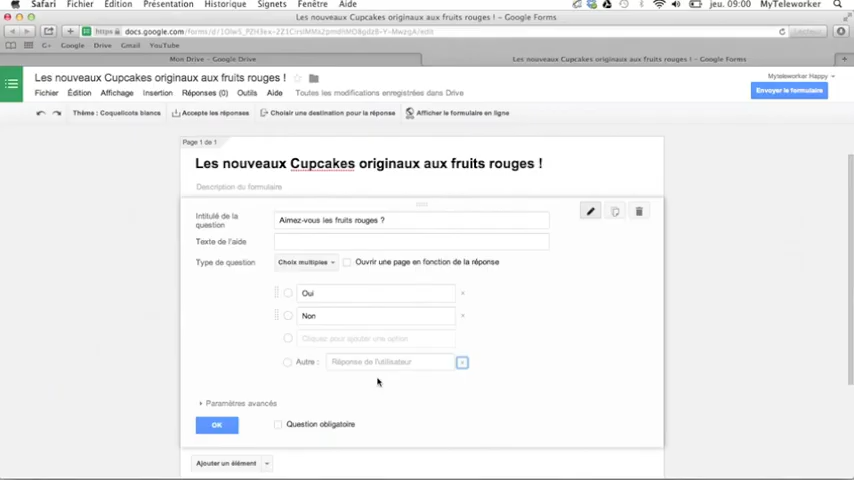 Safari Fichier Édition Présentation Historique Signets Fenêtre Aide jeu. 09:00 MyTeleworker
Les nouveaux Cupcakes originaux aux fruits rouges ! - Google Forms
docs.google.com
Google Drive Gmail YouTube
Mon Drive – Google Drive Les nouveaux Cupcakes originaux aux fruits rouges ! – Google Forms
Les nouveaux Cupcakes originaux aux fruits rouges !
Myteleworker Happy
Fichier Édition Affichage Insertion Réponses (0) Outils Aide Toutes les modifications enregistrées dans Drive
Envoyer le formulaire
Thème : Coquelicots blancs Accepte les réponses Choisir une destination pour la réponse Afficher le formulaire en ligne
Page 1 de 1
Les nouveaux Cupcakes originaux aux fruits rouges !
Description du formulaire
Intitulé de la question
Aimez-vous les fruits rouges ?
Texte de l'aide
Type de question Choix multiples Ouvrir une page en fonction de la réponse
Oui
Non
Cliquez pour ajouter une option
Autre : Réponse de l'utilisateur
Paramètres avancés
OK Question obligatoire
Ajouter un élément